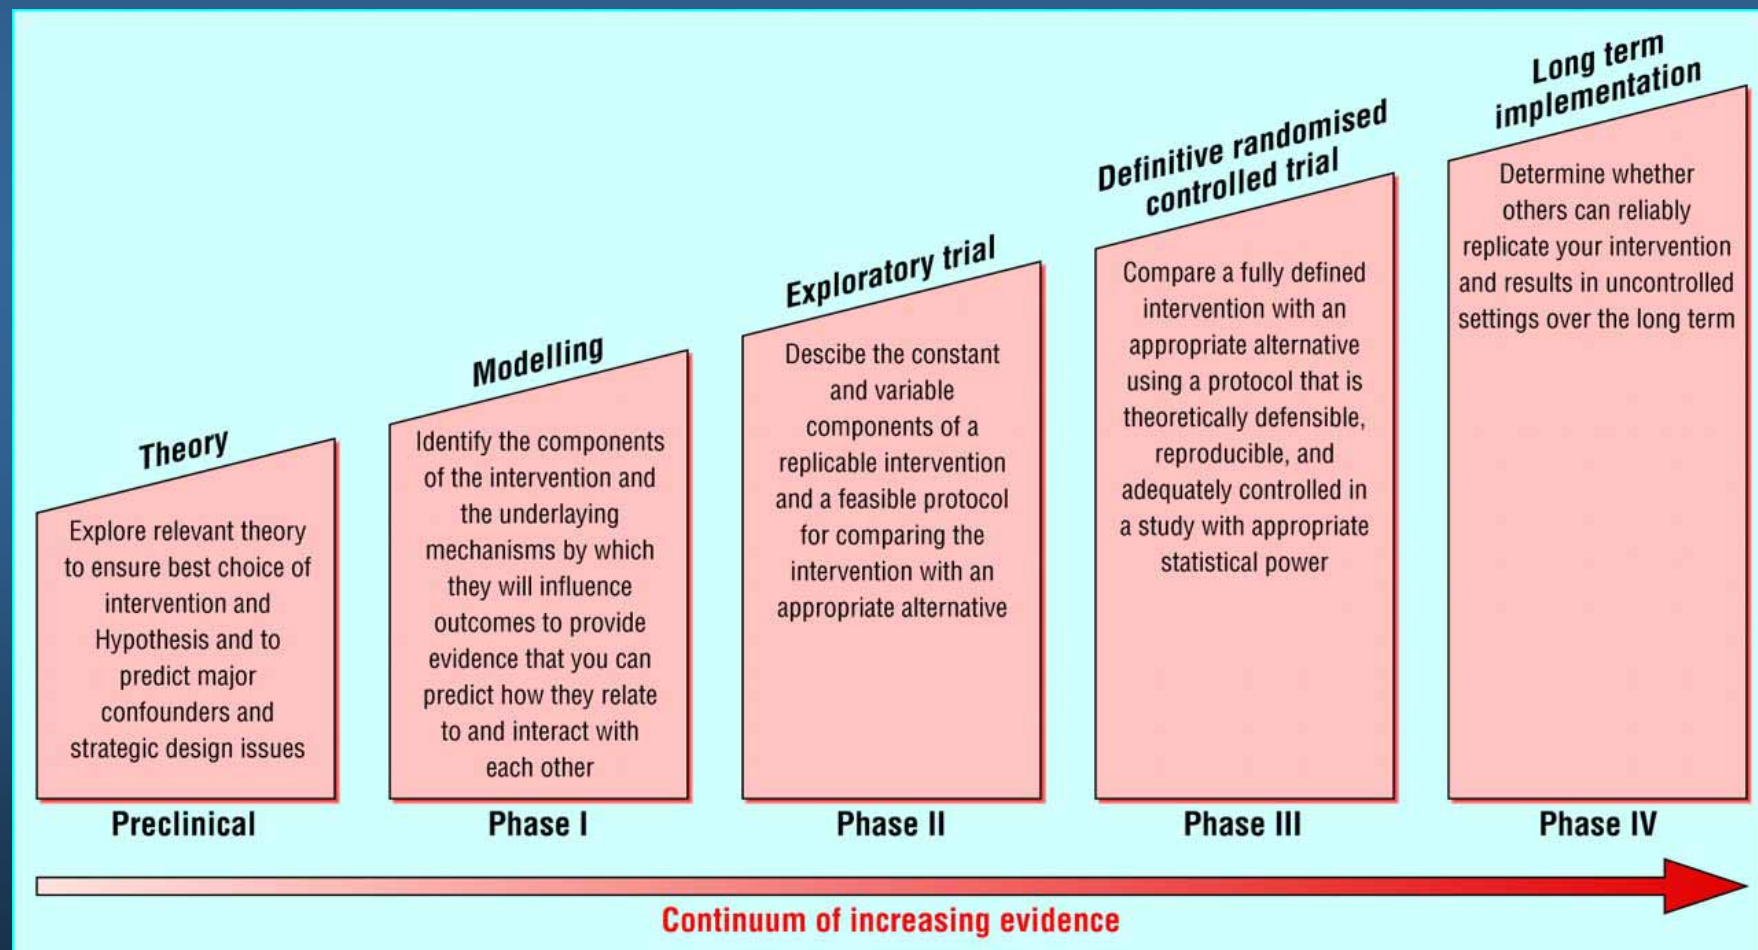 Theory
Explore relevant theory
to ensure best choice of
intervention and
Hypothesis and to
predict major
confounders and
strategic design issues
Preclinical
Modelling
Identify the components
of the intervention and
the underlaying
mechanisms by which
they will influence
outcomes to provide
evidence that you can
predict how they relate
to and interact with
each other
Phase I
Exploratory trial
Descibe the constant
and variable
components of a
replicable intervention
and a feasible protocol
for comparing the
intervention with an
appropriate alternative
Phase II
Definitive randomised
controlled trial
Compare a fully defined
intervention with an
appropriate alternative
using a protocol that is
theoretically defensible,
reproducible, and
adequately controlled in
a study with appropriate
statistical power
Phase III
Long term
implementation
Determine whether
others can reliably
replicate your intervention
and results in uncontrolled
settings over the long term
Phase IV
Continuum of increasing evidence